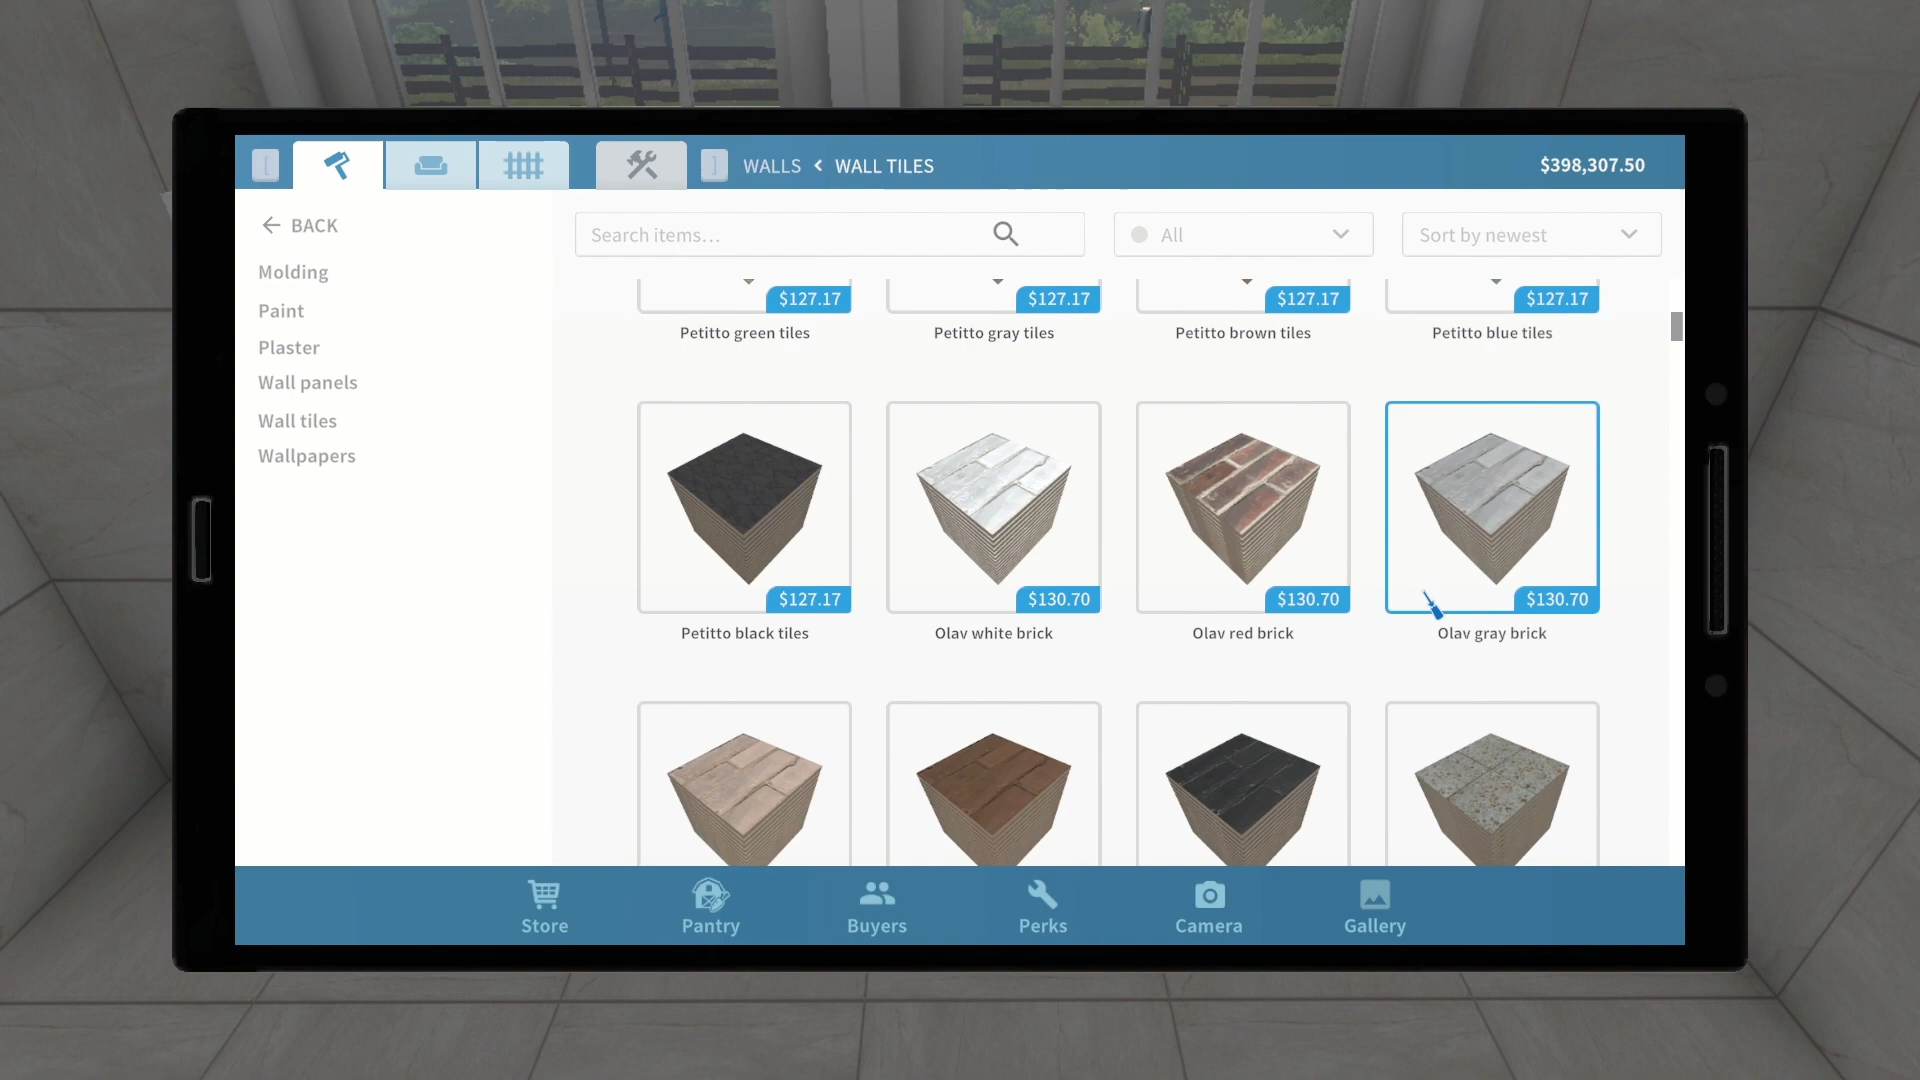 [
]
WALLS < WALL TILES
$398,307.50
BACK
Molding
Paint
Plaster
Wall panels
Wall tiles
Wallpapers
Search items...
All
Sort by newest
$127.17
$127.17
$127.17
$127.17
Petitto green tiles
Petitto gray tiles
Petitto brown tiles
Petitto blue tiles
$127.17
$130.70
$130.70
$130.70
Petitto black tiles
Olav white brick
Olav red brick
Olav gray brick
Store
Pantry
Buyers
Perks
Camera
Gallery